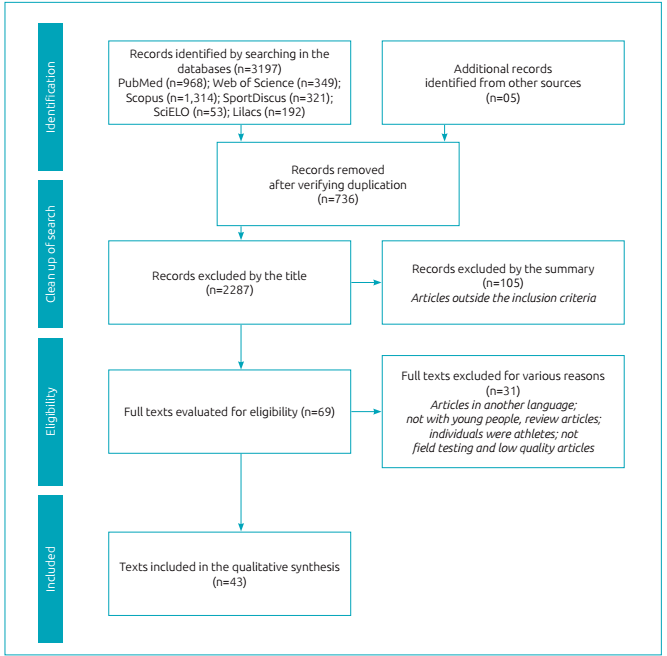 Identification
Records identified by searching in the
databases (n=3197)
PubMed (n=968); Web of Science (n=349);
Scopus (n=1,314); SportDiscus (n=321);
SciELO (n=53); Lilacs (n=192)
Additional records
identified from other sources
(n=05)
Records removed
after verifying duplication
(n=736)
Clean up of search
Records excluded by the title
(n=2287)
Records excluded by the summary
(n=105)
Articles outside the inclusion criteria
Eligibility
Full texts evaluated for eligibility (n=69)
Full texts excluded for various reasons
(n=31)
Articles in another language;
not with young people, review articles;
individuals were athletes; not
field testing and low quality articles
Included
Texts included in the qualitative synthesis
(n=43)